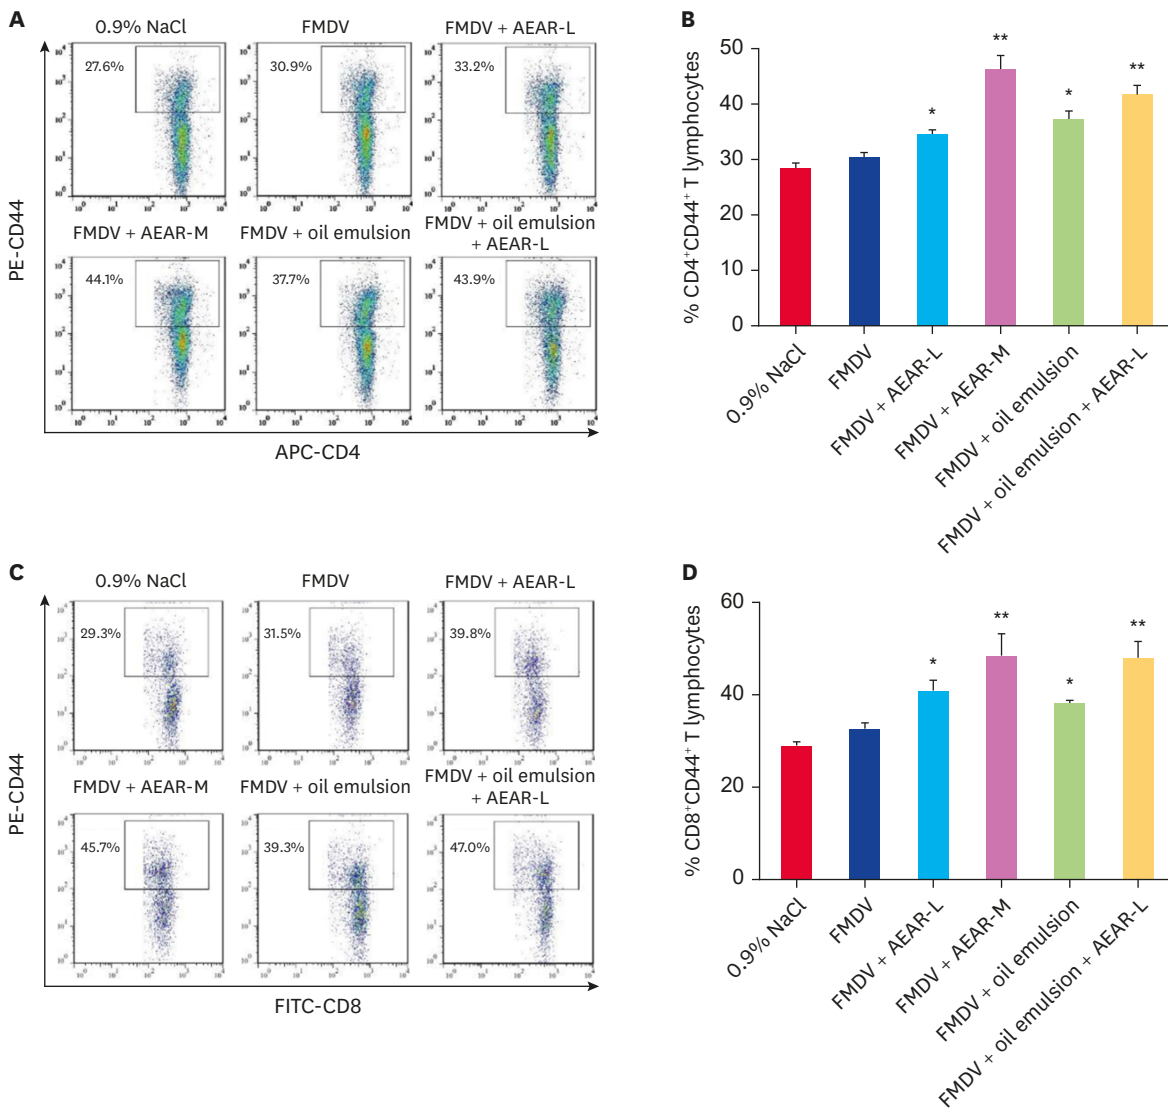 A
0.9% NaCl
FMDV
FMDV + AEAR-L
27.6%
30.9%
33.2%
FMDV + AEAR-M
FMDV + oil emulsion
FMDV + oil emulsion
+ AEAR-L
44.1%
37.7%
43.9%
PE-CD44
APC-CD4
B
% CD4⁺CD44⁺ T lymphocytes
50
40
30
20
10
0
*
**
*
**
0.9% NaCl
FMDV
FMDV + AEAR-L
FMDV + AEAR-M
FMDV + oil emulsion
FMDV + oil emulsion + AEAR-L
C
0.9% NaCl
FMDV
FMDV + AEAR-L
29.3%
31.5%
39.8%
FMDV + AEAR-M
FMDV + oil emulsion
FMDV + oil emulsion
+ AEAR-L
45.7%
39.3%
47.0%
PE-CD44
FITC-CD8
D
% CD8⁺CD44⁺ T lymphocytes
60
40
20
0
*
**
*
**
0.9% NaCl
FMDV
FMDV + AEAR-L
FMDV + AEAR-M
FMDV + oil emulsion
FMDV + oil emulsion + AEAR-L